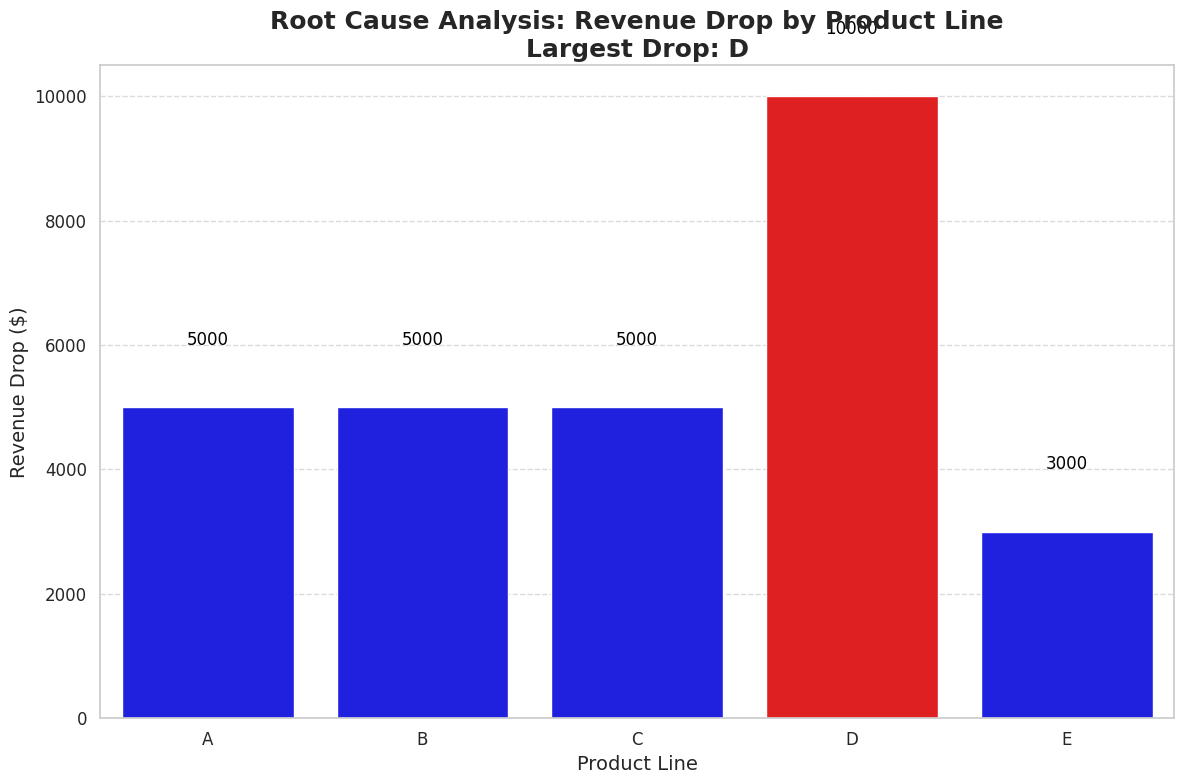 Root Cause Analysis: Revenue Drop by Product Line
Largest Drop: D
10000
10000
8000
6000
5000
5000
5000
4000
3000
2000
0
Revenue Drop ($)
A
B
C
D
E
Product Line